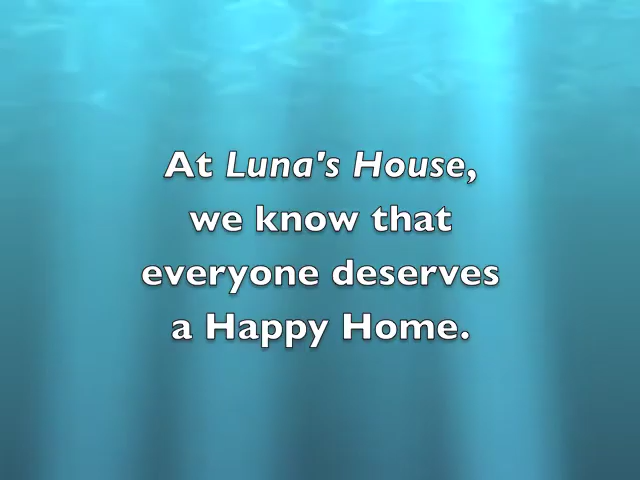 At Luna's House,
we know that
everyone deserves
a Happy Home.